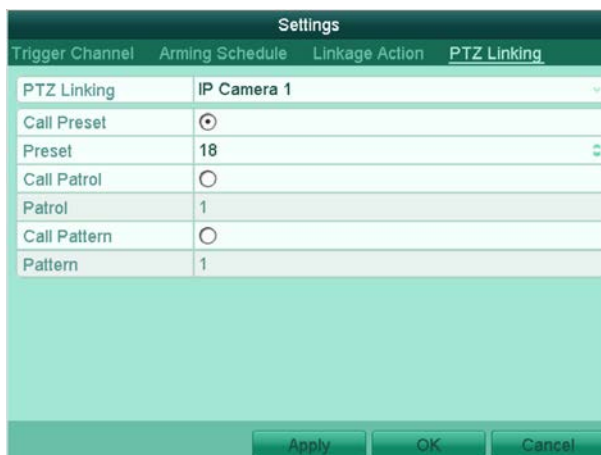 Settings
Trigger Channel Arming Schedule Linkage Action PTZ Linking
PTZ Linking IP Camera 1
Call Preset
Preset 18
Call Patrol
Patrol 1
Call Pattern
Pattern 1
Apply OK Cancel